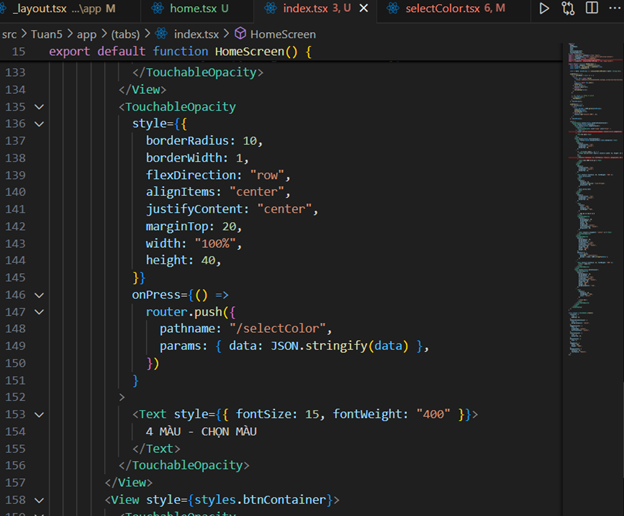 _layout.tsx ...\app M home.tsx U index.tsx 3, U selectColor.tsx 6, M
src > Tuan5 > app > (tabs) > index.tsx > HomeScreen
15 export default function HomeScreen() {
133 </TouchableOpacity>
134 </View>
135 <TouchableOpacity
136 style={{
137 borderRadius: 10,
138 borderWidth: 1,
139 flexDirection: "row",
140 alignItems: "center",
141 justifyContent: "center",
142 marginTop: 20,
143 width: "100%",
144 height: 40,
145 }}
146 onPress={() =>
147 router.push({
148 pathname: "/selectColor",
149 params: { data: JSON.stringify(data) },
150 })
151 }
152 >
153 <Text style={{ fontSize: 15, fontWeight: "400" }}>
154 4 MÀU - CHỌN MÀU
155 </Text>
156 </TouchableOpacity>
157 </View>
158 <View style={styles.btnContainer}>
<TouchableOpacity